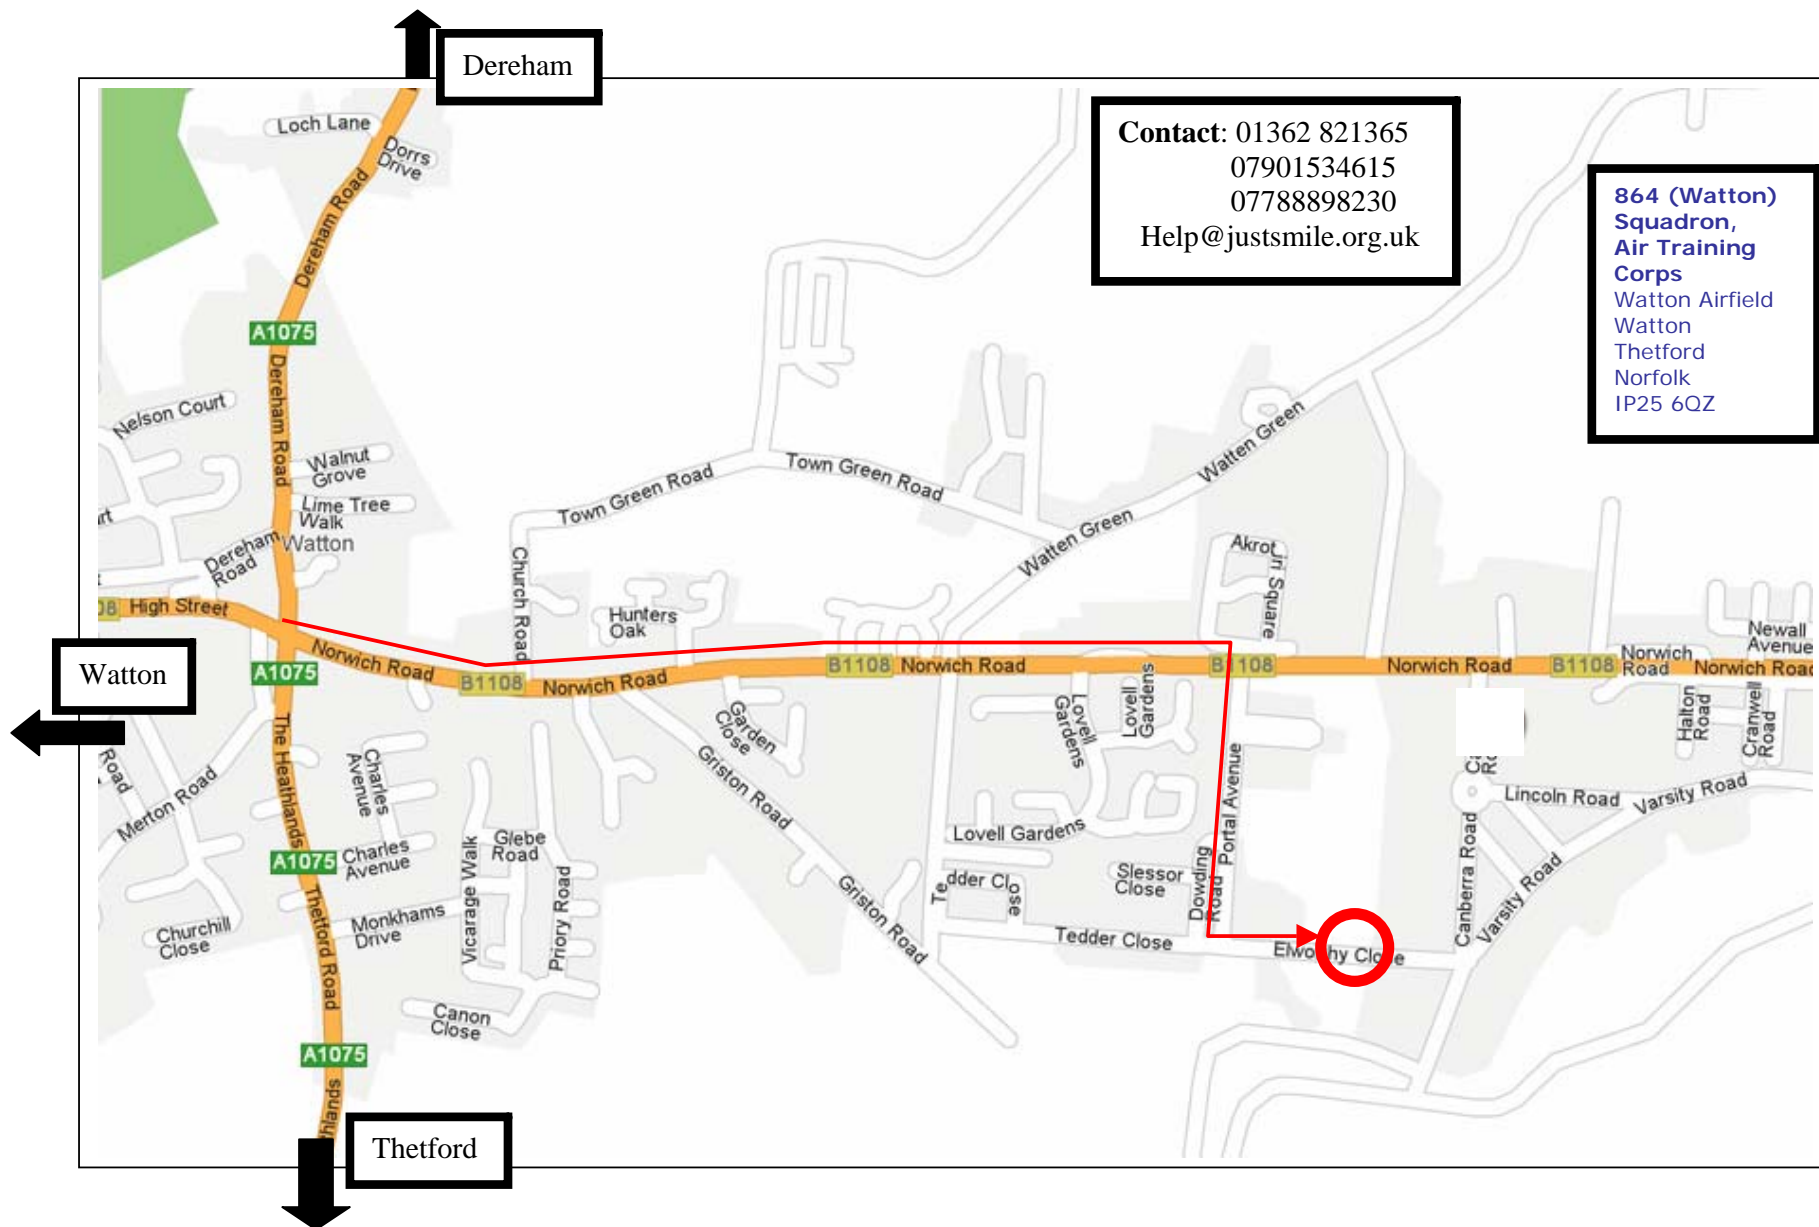 Dereham
Contact: 01362 821365
07901534615
07788898230
Help@justsmile.org.uk
864 (Watton)
Squadron,
Air Training
Corps
Watton Airfield
Watton
Thetford
Norfolk
IP25 6QZ
Loch Lane
Dorrs
Drive
Dereham Road
Dereham Road
A1075
Dereham Road
Nelson Court
Walnut
Grove
Lime Tree
Walk
Watton
Dereham
Road
High Street
Town Green Road
Town Green Road
Watten Green
Watten Green
Church Road
Hunters
Oak
Akrotiri Square
Newall
Avenue
Norwich
Road
Norwich Road
A1075
Norwich Road
B1108
Norwich Road
B1108
Norwich Road
B1108
Norwich Road
B1108
Watton
Halton
Road
Cranwell
Road
Road
Merton Road
The Heathlands
Charles
Avenue
Garden
Close
Griston Road
Lovell
Gardens
Lovell
Gardens
Portal Avenue
Lincoln Road
Varsity Road
A1075
Charles
Avenue
Glebe
Road
Lovell Gardens
Slessor
Close
Dowding
Road
Canberra Road
Varsity Road
Churchill
Close
Monkhams
Drive
Vicarage Walk
Priory Road
Griston Road
Tedder Close
Tedder Close
Elworthy Close
Thetford Road
Canon
Close
A1075
Thetford